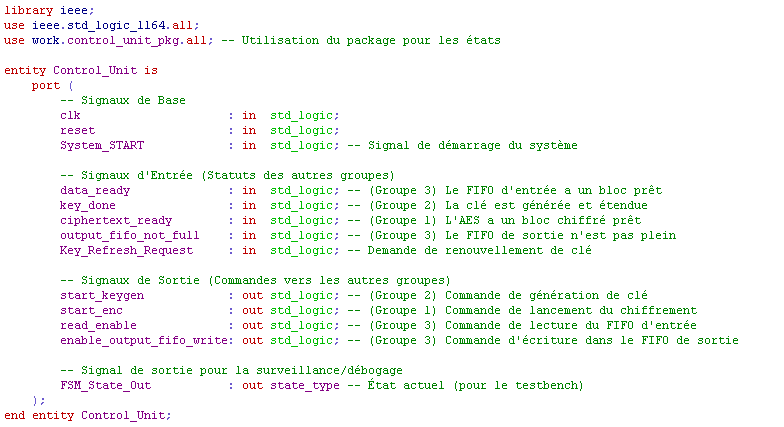 library ieee;
use ieee.std_logic_1164.all;
use work.control_unit_pkg.all; -- Utilisation du package pour les états
entity Control_Unit is
port (
-- Signaux de Base
clk : in std_logic;
reset : in std_logic;
System_START : in std_logic; -- Signal de démarrage du système
-- Signaux d'Entrée (Statuts des autres groupes)
data_ready : in std_logic; -- (Groupe 3) Le FIFO d'entrée a un bloc prêt
key_done : in std_logic; -- (Groupe 2) La clé est générée et étendue
ciphertext_ready : in std_logic; -- (Groupe 1) L'AES a un bloc chiffré prêt
output_fifo_not_full : in std_logic; -- (Groupe 3) Le FIFO de sortie n'est pas plein
Key_Refresh_Request : in std_logic; -- Demande de renouvellement de clé
-- Signaux de Sortie (Commandes vers les autres groupes)
start_keygen : out std_logic; -- (Groupe 2) Commande de génération de clé
start_enc : out std_logic; -- (Groupe 1) Commande de lancement du chiffrement
read_enable : out std_logic; -- (Groupe 3) Commande de lecture du FIFO d'entrée
enable_output_fifo_write: out std_logic; -- (Groupe 3) Commande d'écriture dans le FIFO de sortie
-- Signal de sortie pour la surveillance/débogage
FSM_State_Out : out state_type -- État actuel (pour le testbench)
);
end entity Control_Unit;